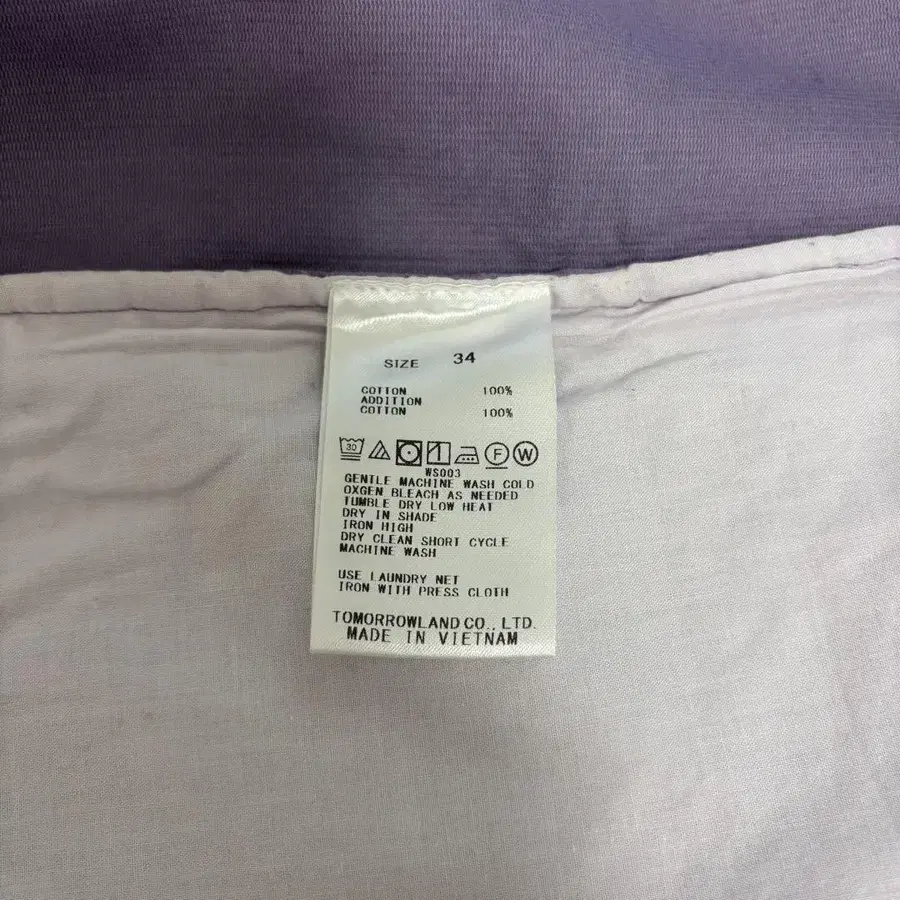 SIZE 34
COTTON 100%
ADDITION
COTTON 100%
30 F W
WS003
GENTLE MACHINE WASH COLD
OXGEN BLEACH AS NEEDED
TUMBLE DRY LOW HEAT
DRY IN SHADE
IRON HIGH
DRY CLEAN SHORT CYCLE
MACHINE WASH
USE LAUNDRY NET
IRON WITH PRESS CLOTH
TOMORROWLAND CO., LTD.
MADE IN VIETNAM